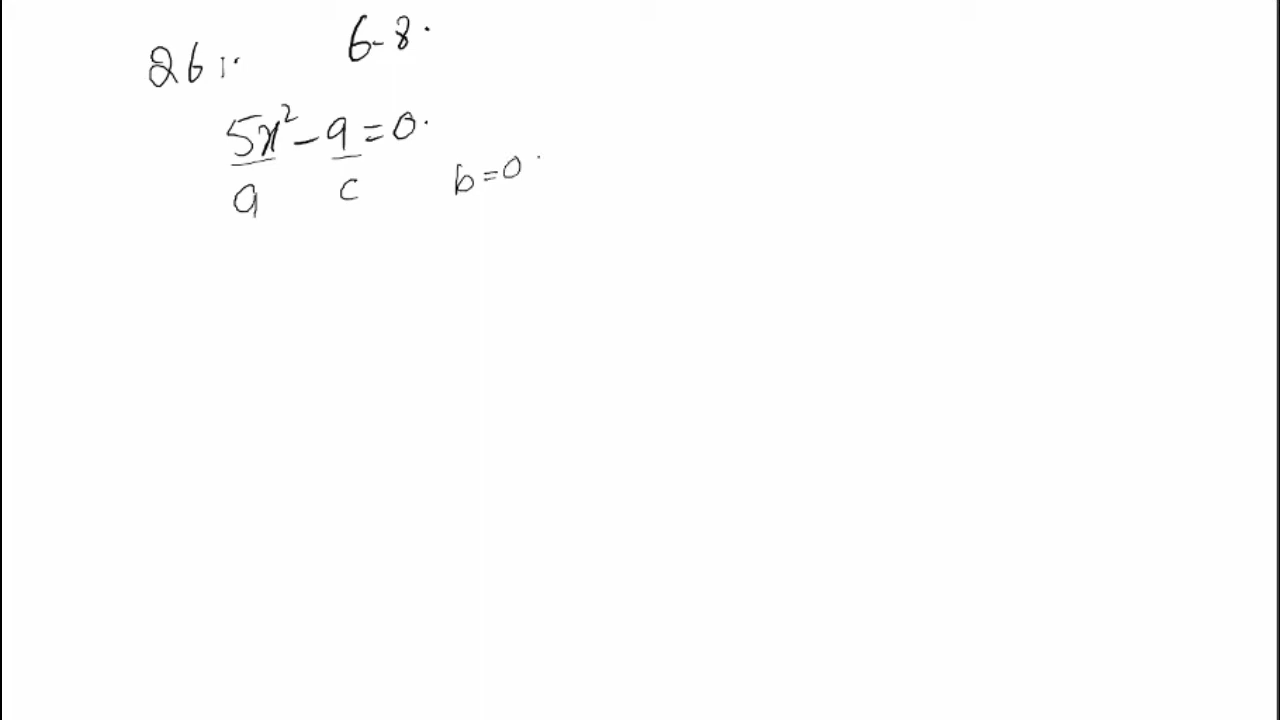 26:. 6-8.
5x² - 9 = 0.
a c b = 0.